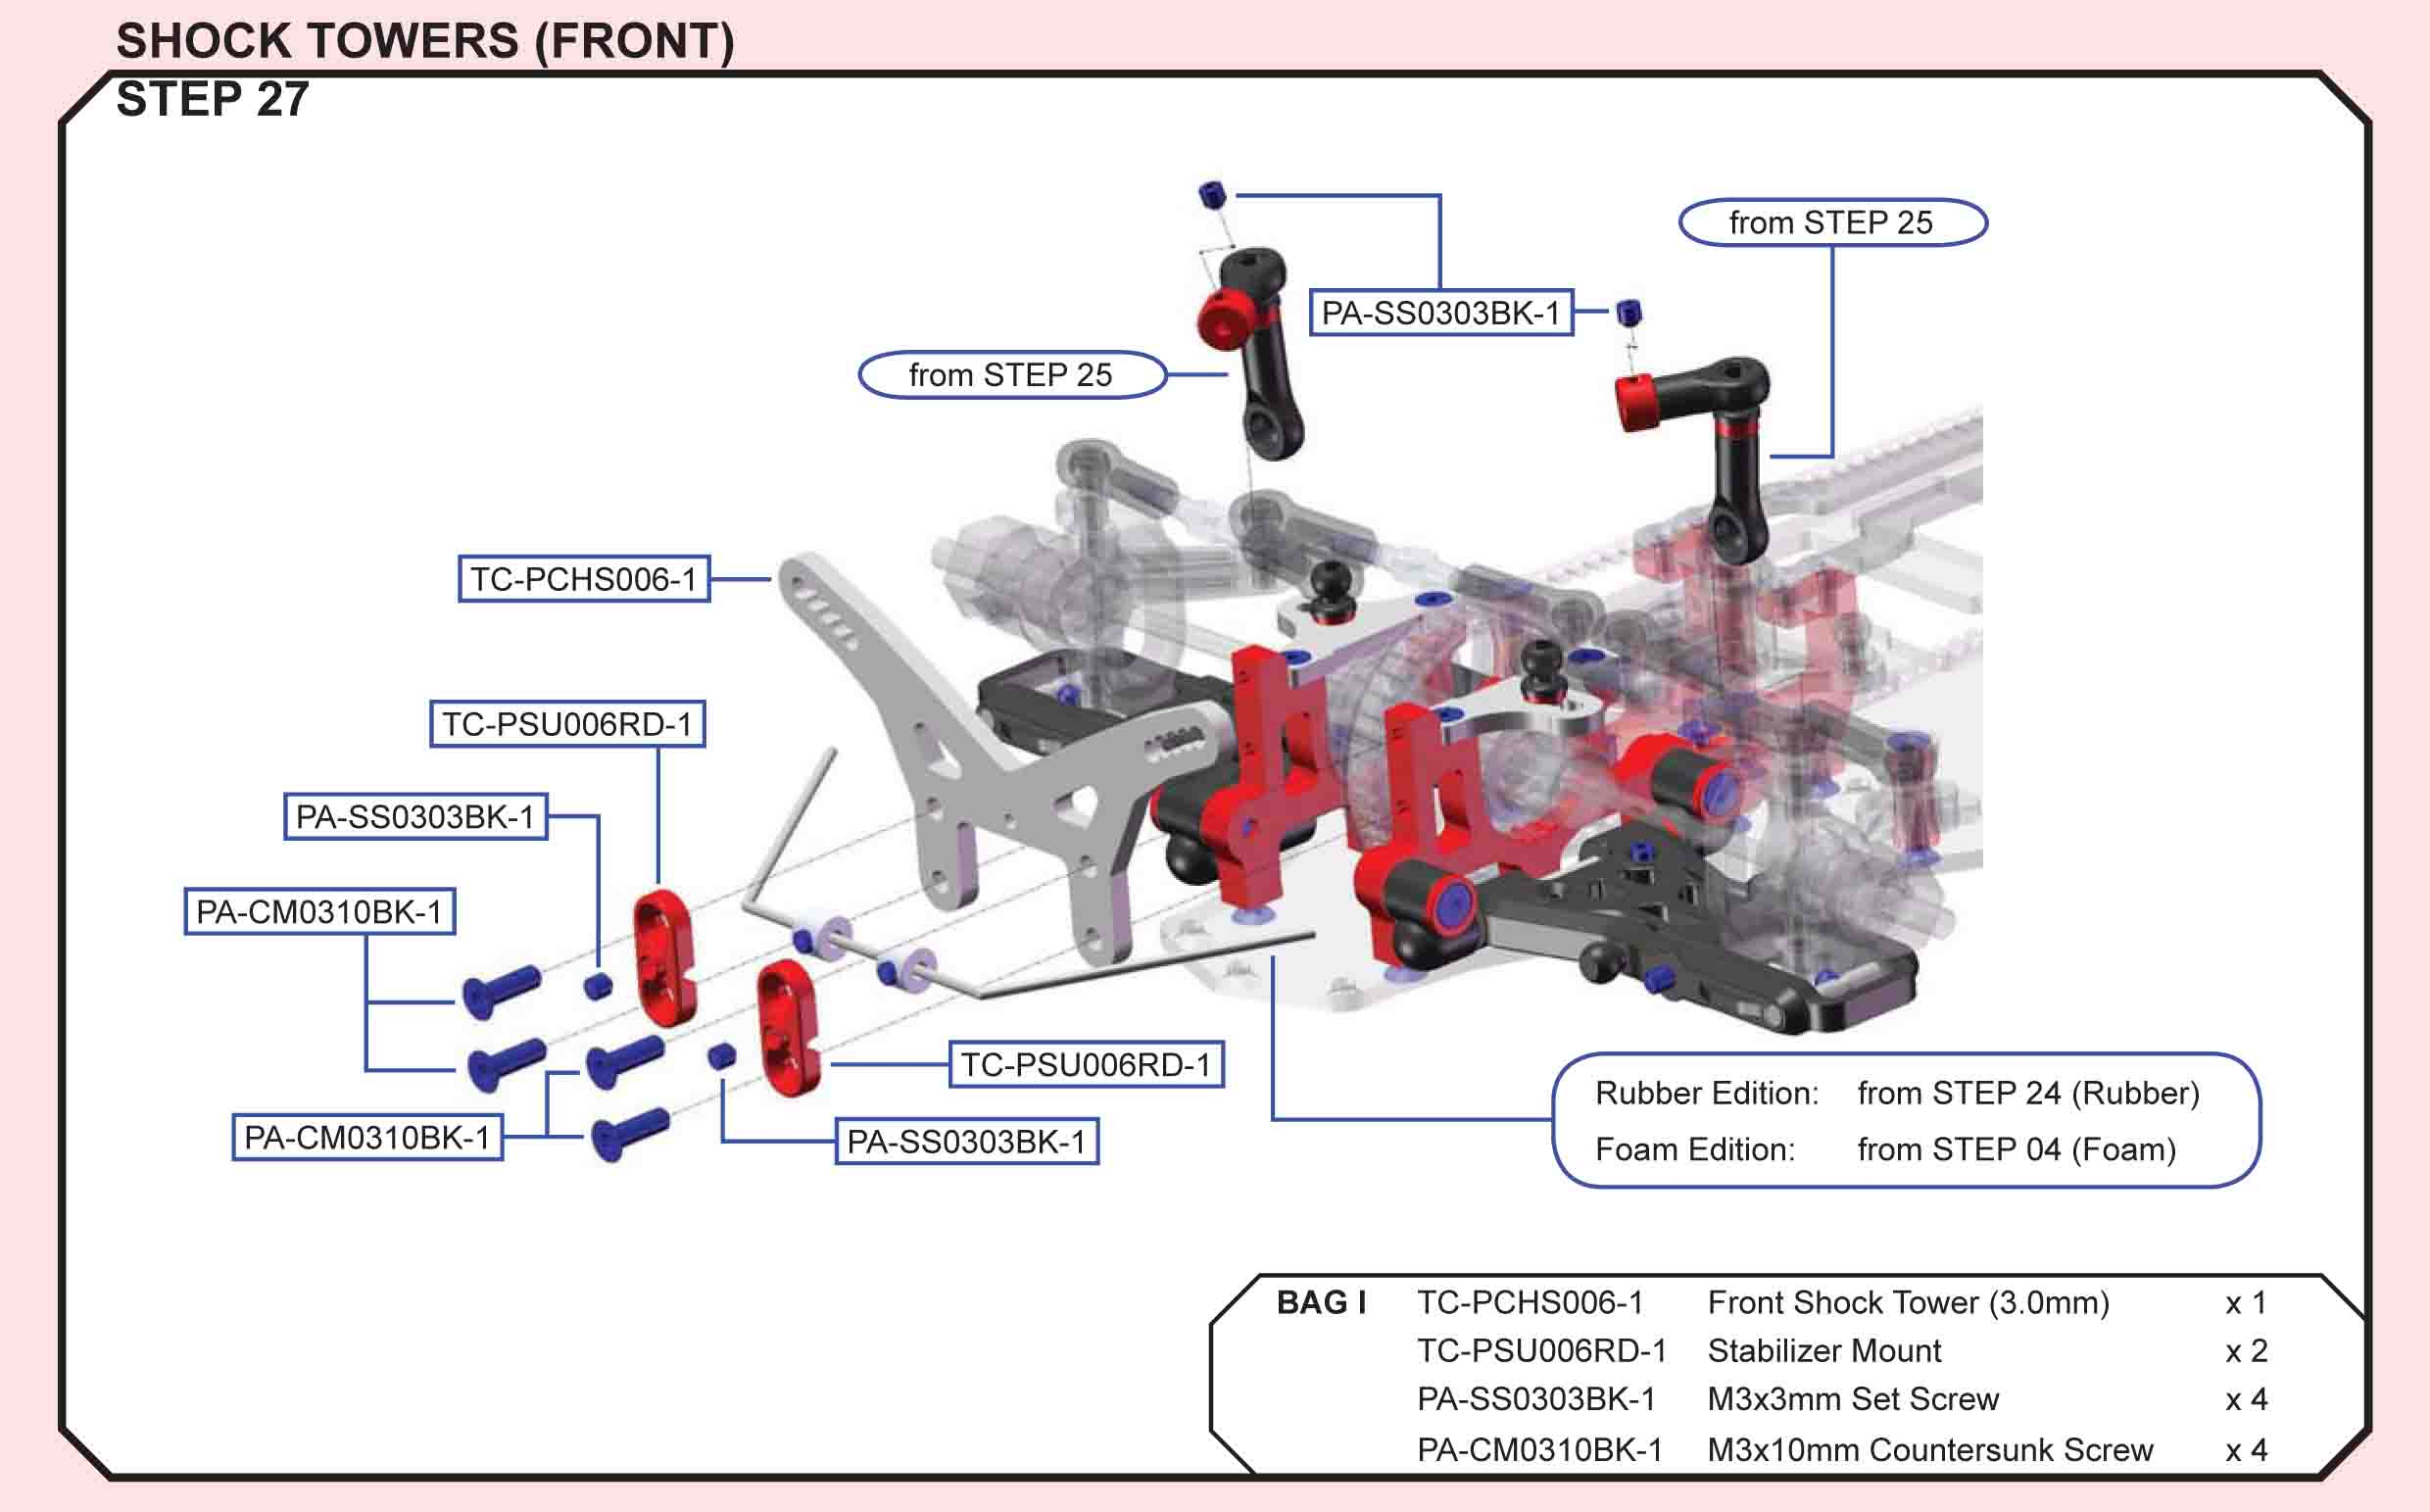 SHOCK TOWERS (FRONT)
STEP 27
from STEP 25
PA-SS0303BK-1
from STEP 25
TC-PCHS006-1
TC-PSU006RD-1
PA-SS0303BK-1
PA-CM0310BK-1
TC-PSU006RD-1
PA-CM0310BK-1
PA-SS0303BK-1
Rubber Edition: from STEP 24 (Rubber)
Foam Edition: from STEP 04 (Foam)
BAG I TC-PCHS006-1 Front Shock Tower (3.0mm) x 1
TC-PSU006RD-1 Stabilizer Mount x 2
PA-SS0303BK-1 M3x3mm Set Screw x 4
PA-CM0310BK-1 M3x10mm Countersunk Screw x 4